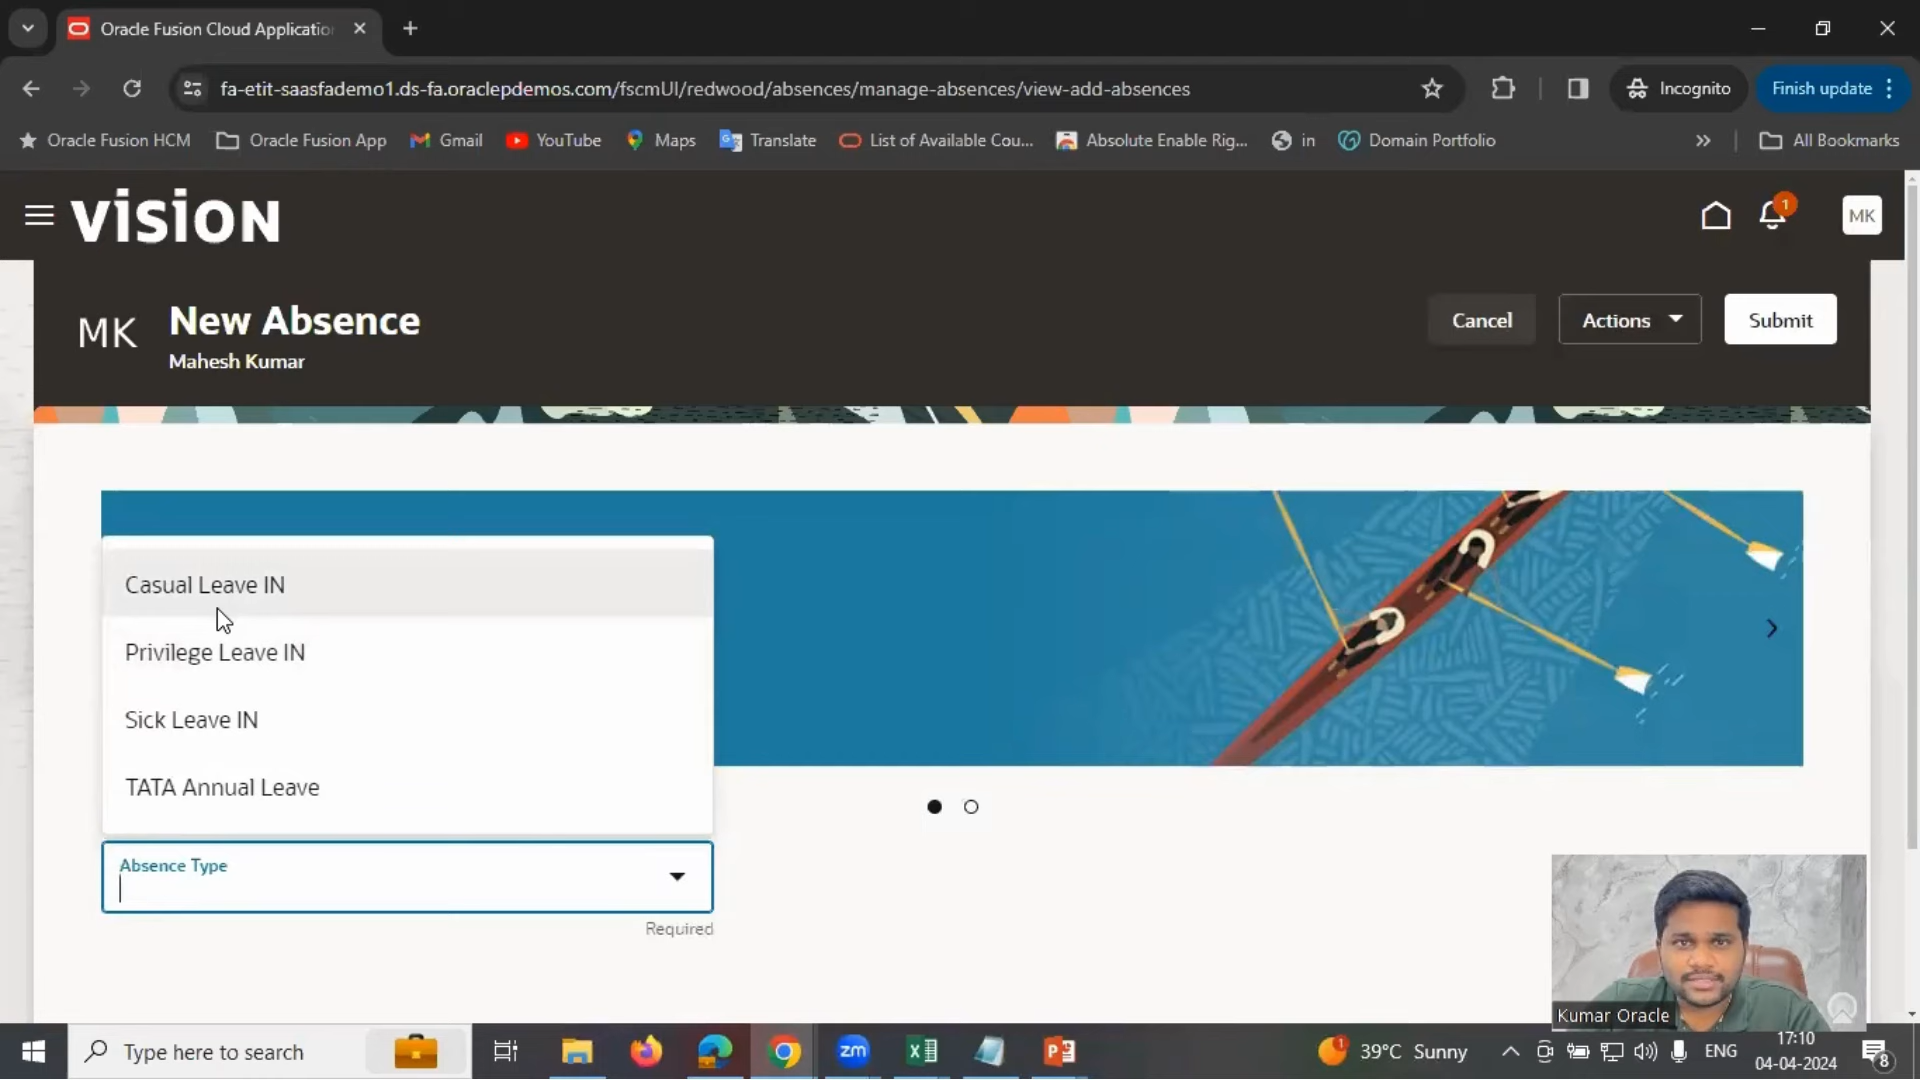 Oracle Fusion Cloud Applicatio
fa-etit-saasfademo1.ds-fa.oraclepdemos.com/fscmUI/redwood/absences/manage-absences/view-add-absences
Incognito
Finish update
Oracle Fusion HCM
Oracle Fusion App
Gmail
YouTube
Maps
Translate
List of Available Cou...
Absolute Enable Rig...
in
Domain Portfolio
»
All Bookmarks
vision
1
MK
MK
New Absence
Mahesh Kumar
Cancel
Actions
Submit
Casual Leave IN
Privilege Leave IN
Sick Leave IN
TATA Annual Leave
Absence Type
Required
Kumar Oracle
Type here to search
zm
1
39°C Sunny
ENG
17:10
04-04-2024
8